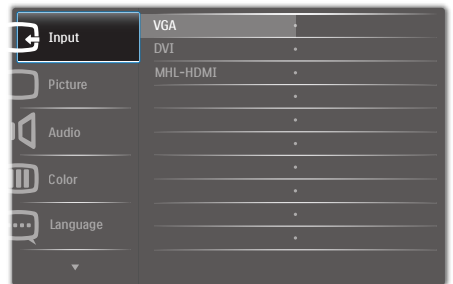 Input
Picture
Audio
Color
Language
VGA
DVI
MHL-HDMI